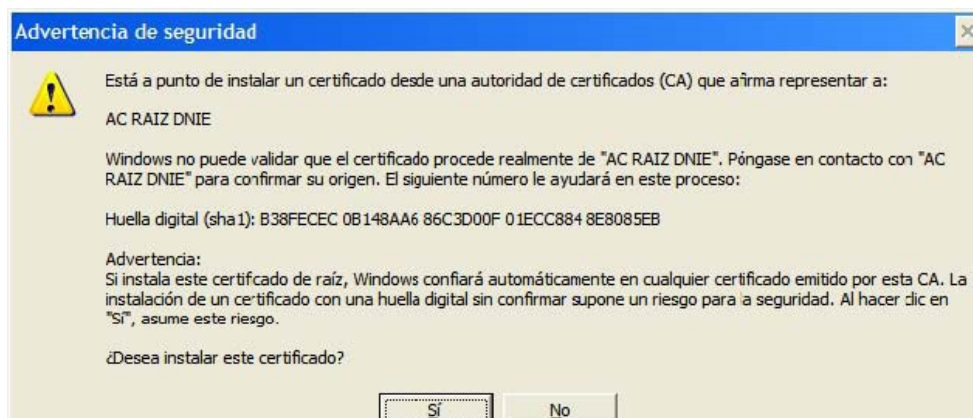 Advertencia de seguridad
Está a punto de instalar un certificado desde una autoridad de certificados (CA) que afirma representar a:
AC RAIZ DNIE
Windows no puede validar que el certificado procede realmente de "AC RAIZ DNIE". Póngase en contacto con "AC
RAIZ DNIE" para confirmar su origen. El siguiente número le ayudará en este proceso:
Huella digital (sha1): B38FECEC 0B148AA6 86C3D00F 01ECC884 8E8085EB
Advertencia:
Si instala este certificado de raíz, Windows confiará automáticamente en cualquier certificado emitido por esta CA. La
instalación de un certificado con una huella digital sin confirmar supone un riesgo para la seguridad. Al hacer clic en
"Sí", asume este riesgo.
¿Desea instalar este certificado?
Sí No